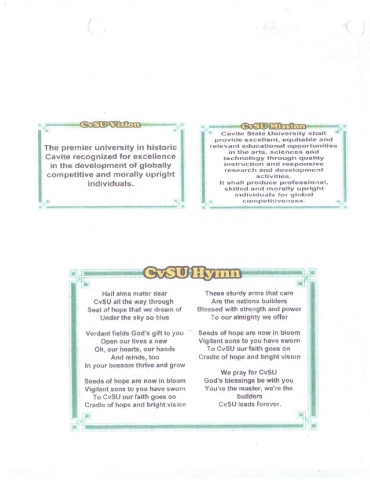 CvSU Vision
The premier university in historic
Cavite recognized for excellence
in the development of globally
competitive and morally upright
individuals.
CvSU Mission
Cavite State University shall
provide excellent, equitable and
relevant educational opportunities
in the arts, sciences and
technology through quality
instruction and responsive
research and development
activities.
It shall produce professional,
skilled and morally upright
individuals for global
competitiveness.
CvSU Hymn
Hail alma mater dear
CvSU all the way through
Seat of hope that we dream of
Under the sky so blue
Verdant fields God's gift to you
Open our lives a new
Oh, our hearts, our hands
And minds, too
In your bossom thrive and grow
Seeds of hope are now in bloom
Vigilant sons to you have sworn
To CvSU our faith goes on
Cradle of hope and bright vision
These sturdy arms that care
Are the nations builders
Blessed with strength and power
To our almighty we offer
Seeds of hope are now in bloom
Vigilant sons to you have sworn
To CvSU our faith goes on
Cradle of hope and bright vision
We pray for CvSU
God's blessings be with you
You're the master, we're the
builders
CvSU leads forever.